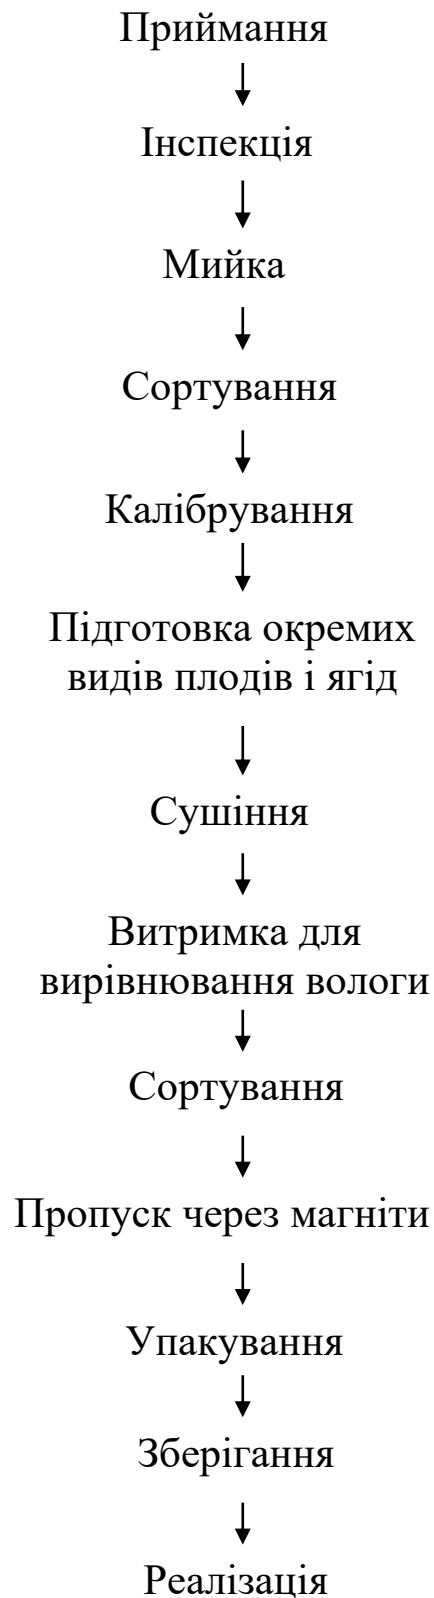 Приймання
Інспекція
Мийка
Сортування
Калібрування
Підготовка окремих
видів плодів і ягід
Сушіння
Витримка для
вирівнювання вологи
Сортування
Пропуск через магніти
Упакування
Зберігання
Реалізація